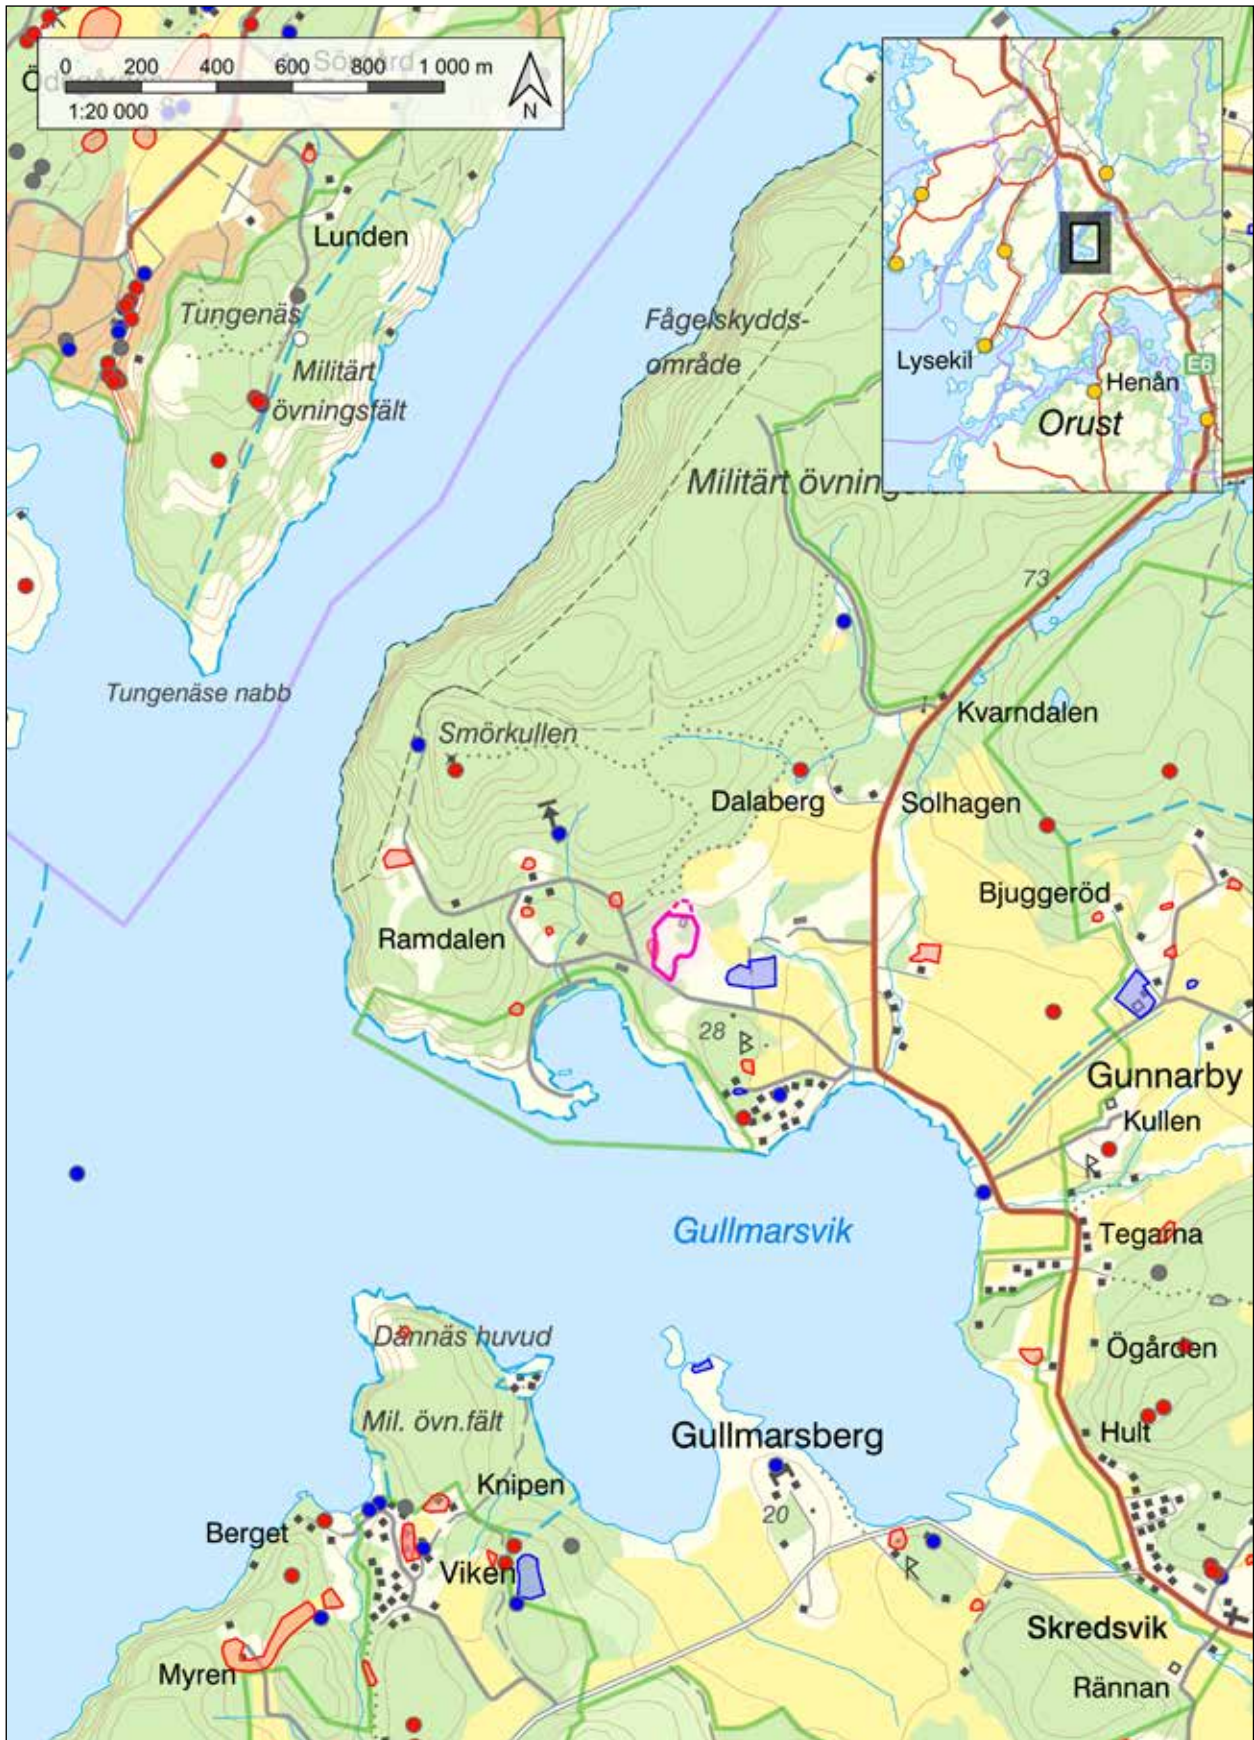 0 200 400 600 800 1 000 m
1:20 000
N
Lunden
Tungenäs
Militärt
övningsfält
Fågelskydds-
område
Militärt
Tungenäse nabb
73
Lysekil
Henån
E6
Orust
Smörkullen
Kvarndalen
Dalaberg
Solhagen
Bjuggeröd
Ramdalen
28
B
Gunnarby
Kullen
R
Gullmarsvik
Tegarna
Dännäs huvud
Ögården
Mil. övn.fält
Gullmarsberg
Hult
Knipen
20
Berget
Viken
R
Skredsvik
Myren
Rännan